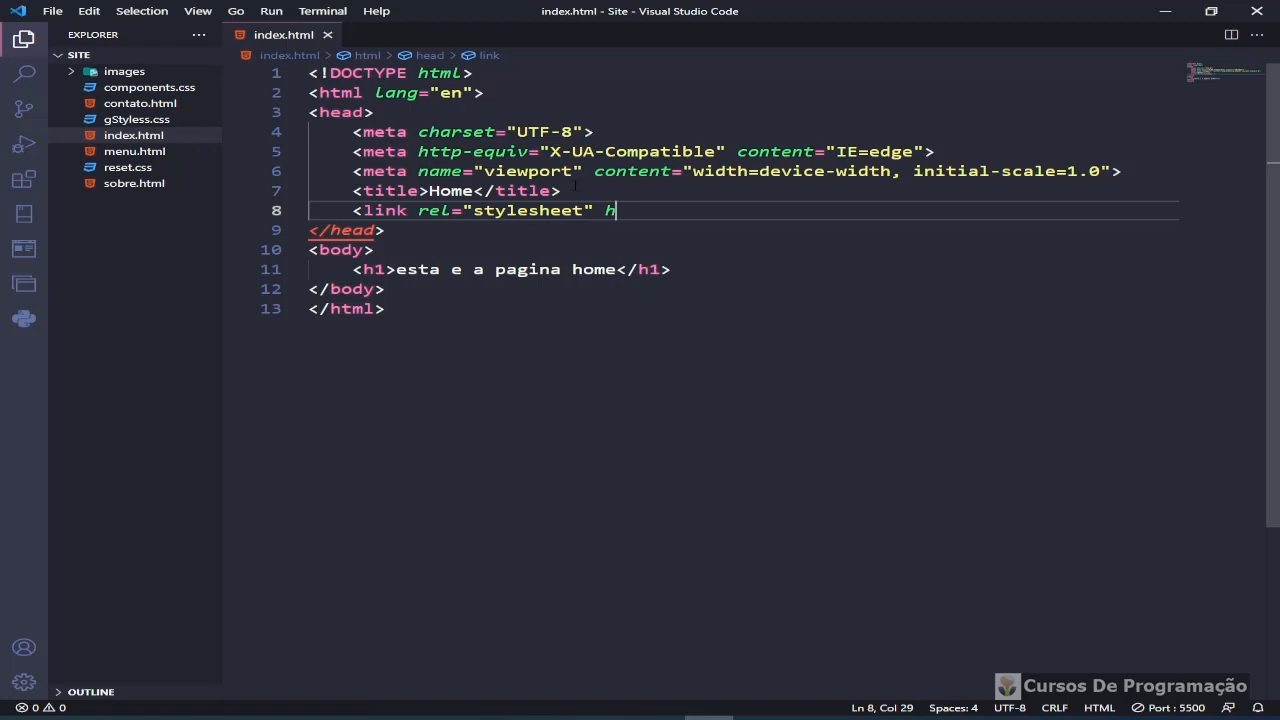 File Edit Selection View Go Run Terminal Help
index.html - Site - Visual Studio Code
EXPLORER
index.html
SITE
images
components.css
contato.html
gStyless.css
index.html
menu.html
reset.css
sobre.html
OUTLINE
index.html > html > head > link
1 <!DOCTYPE html>
2 <html lang="en">
3 <head>
4 <meta charset="UTF-8">
5 <meta http-equiv="X-UA-Compatible" content="IE=edge">
6 <meta name="viewport" content="width=device-width, initial-scale=1.0">
7 <title>Home</title>
8 <link rel="stylesheet" h
9 </head>
10 <body>
11 <h1>esta e a pagina home</h1>
12 </body>
13 </html>
Cursos De Programação
0 0
Ln 8, Col 29 Spaces: 4 UTF-8 CRLF HTML Port : 5500